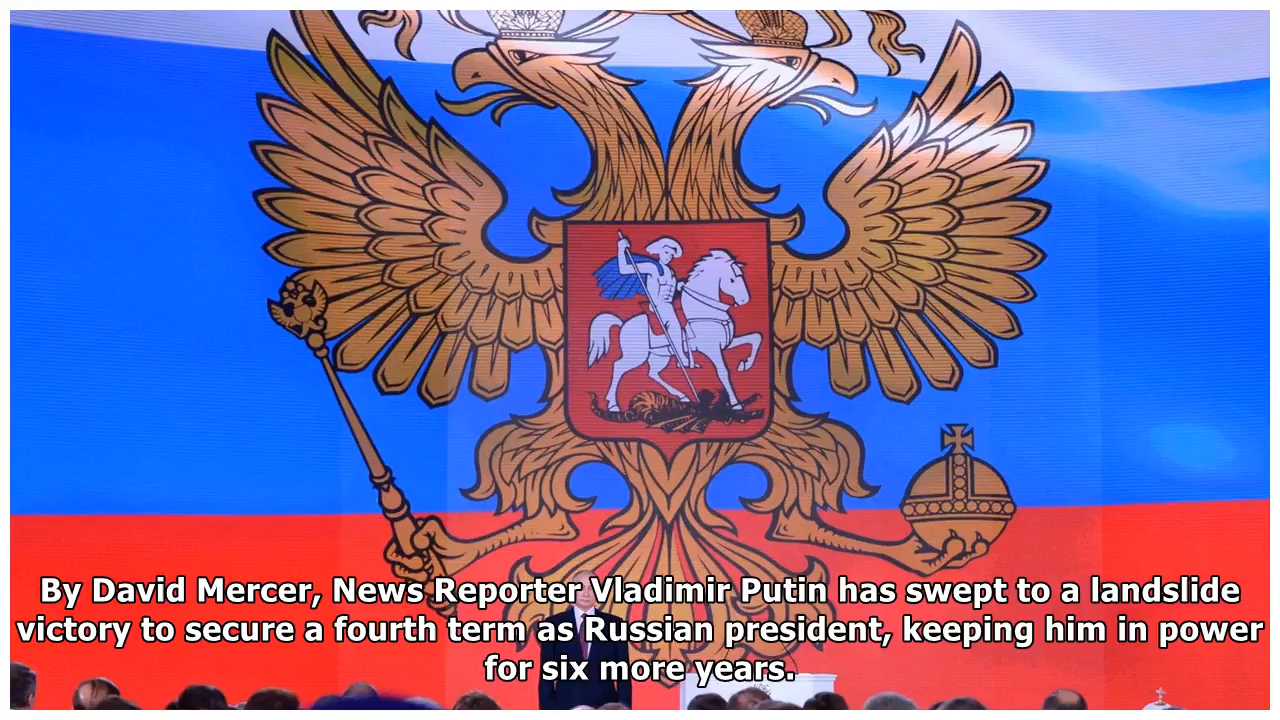 By David Mercer, News Reporter Vladimir Putin has swept to a landslide
victory to secure a fourth term as Russian president, keeping him in power
for six more years.